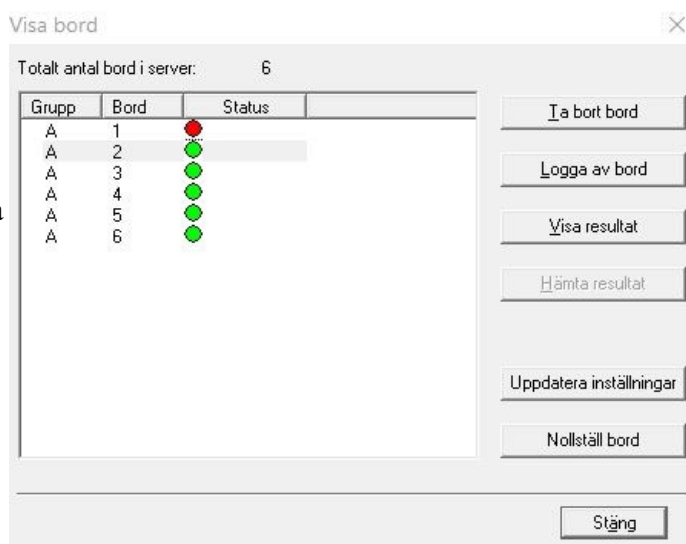 Visa bord
Totalt antal bord i server: 6
Grupp Bord Status
A 1
A 2
A 3
A 4
A 5
A 6
Ta bort bord
Logga av bord
Visa resultat
Hämta resultat
Uppdatera inställningar
Nollställ bord
Stäng